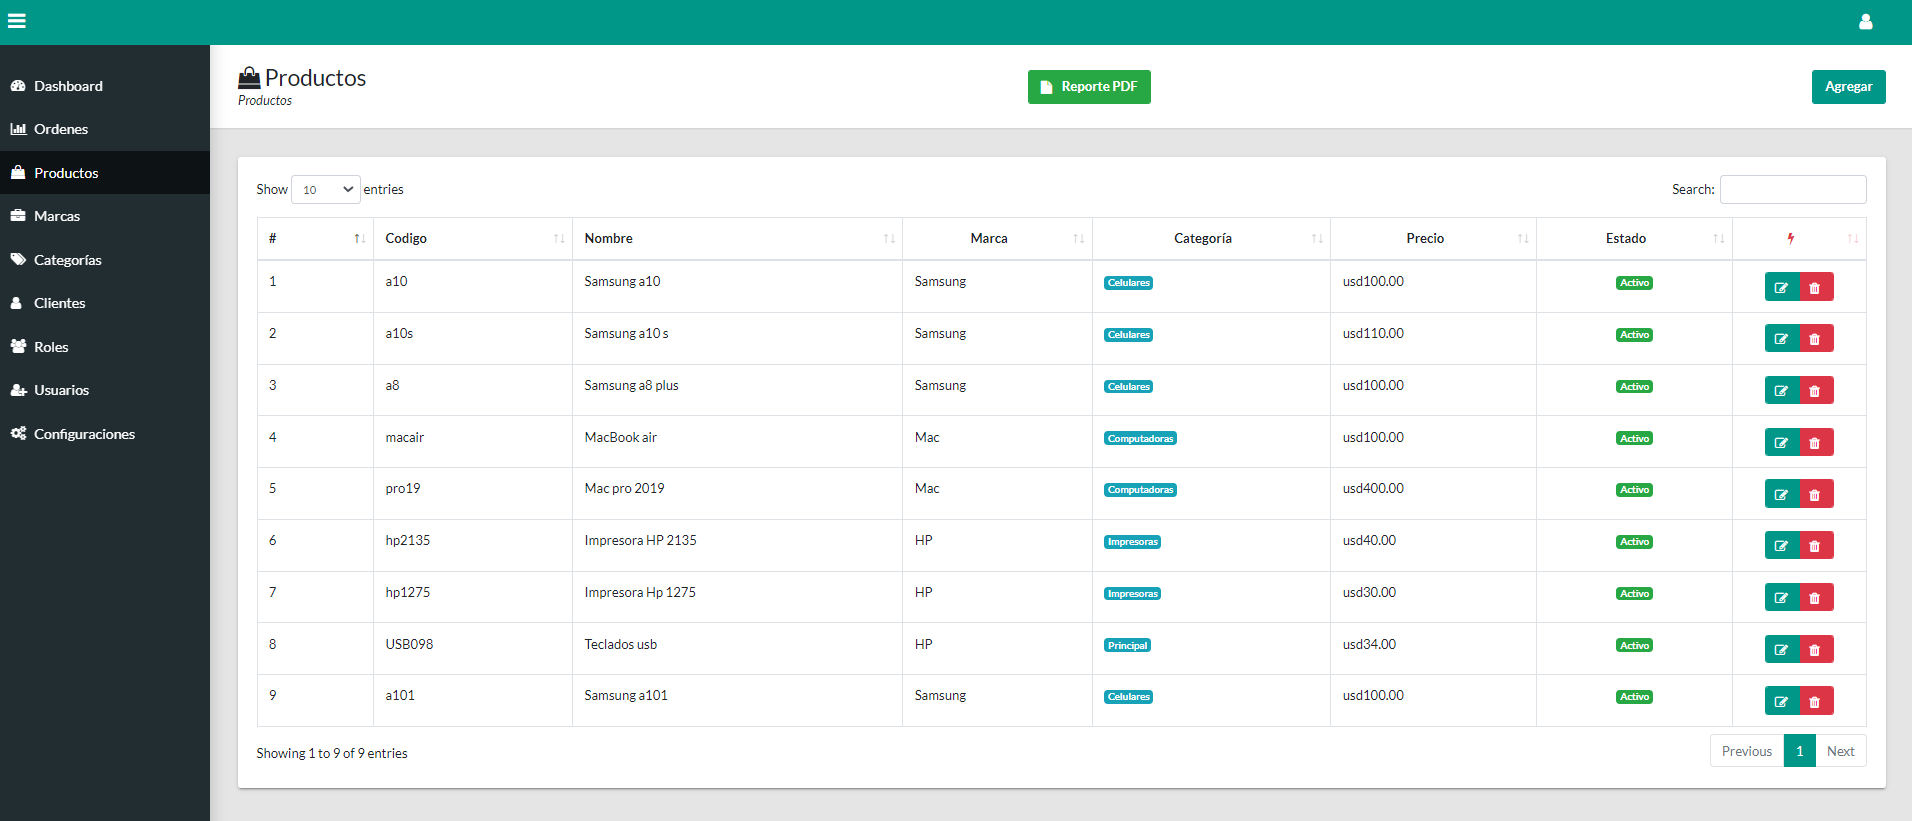 Dashboard
Ordenes
Productos
Marcas
Categorías
Clientes
Roles
Usuarios
Configuraciones
Productos
Productos
Reporte PDF
Agregar
Show 10 entries
Search:
# Codigo Nombre Marca Categoría Precio Estado
1 a10 Samsung a10 Samsung Celulares usd100.00 Activo
2 a10s Samsung a10 s Samsung Celulares usd110.00 Activo
3 a8 Samsung a8 plus Samsung Celulares usd100.00 Activo
4 macair MacBook air Mac Computadoras usd100.00 Activo
5 pro19 Mac pro 2019 Mac Computadoras usd400.00 Activo
6 hp2135 Impresora HP 2135 HP Impresoras usd40.00 Activo
7 hp1275 Impresora Hp 1275 HP Impresoras usd30.00 Activo
8 USB098 Teclados usb HP Principal usd34.00 Activo
9 a101 Samsung a101 Samsung Celulares usd100.00 Activo
Showing 1 to 9 of 9 entries
Previous 1 Next